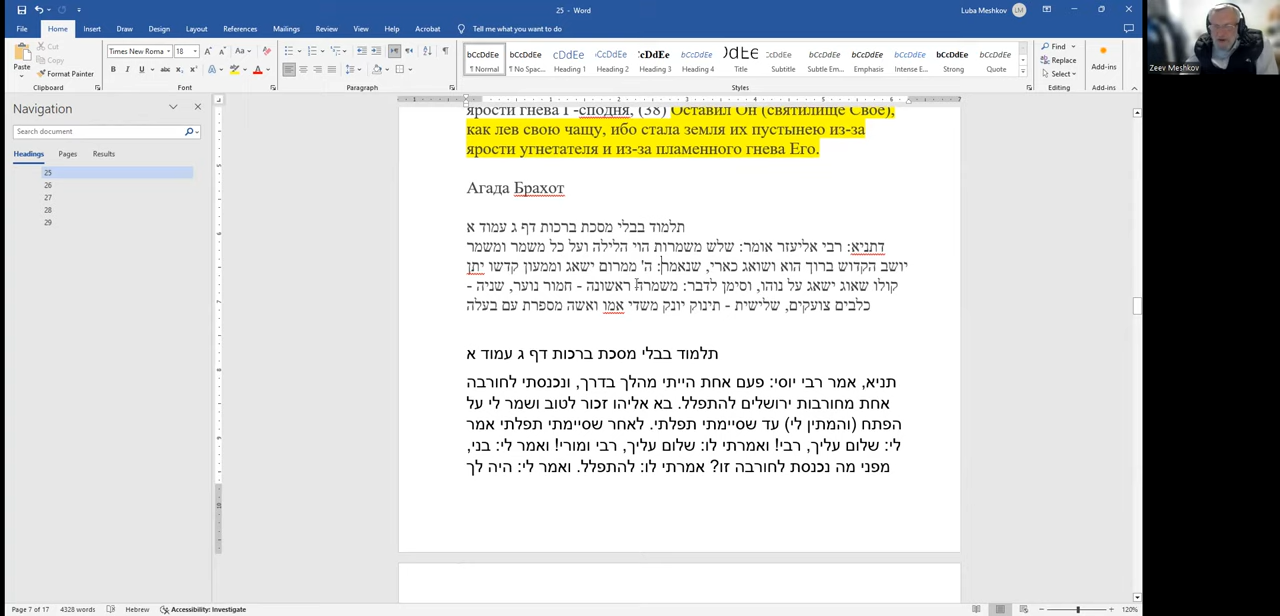 25 - Word
Luba Meshkov
LM
File
Home
Insert
Draw
Design
Layout
References
Mailings
Review
View
Help
Acrobat
Tell me what you want to do
Paste
Cut
Copy
Format Painter
Clipboard
Times New Roma
18
Font
Paragraph
¶ Normal
¶ No Spac...
Heading 1
Heading 2
Heading 3
Heading 4
Title
Subtitle
Subtle Em...
Emphasis
Intense E...
Strong
Quote
Styles
Find
Replace
Select
Editing
Add-ins
Add-ins
Zeev Meshkov
Navigation
Search document
Headings
Pages
Results
25
26
27
28
29
ярости гнева Г-сподня, (38) Оставил Он (святилище Свое),
как лев свою чащу, ибо стала земля их пустынею из-за
ярости угнетателя и из-за пламенного гнева Его.
Агада Брахот
תלמוד בבלי מסכת ברכות דף ג עמוד א
דתניא: רבי אליעזר אומר: שלש משמרות הוי הלילה ועל כל משמר ומשמר
יושב הקדוש ברוך הוא ושואג כארי, שנאמר: ה' ממרום ישאג וממעון קדשו יתן
קולו שאוג ישאג על נוהו, וסימן לדבר: משמרה ראשונה - חמור נוער, שניה -
כלבים צועקים, שלישית - תינוק יונק משדי אמו ואשה מספרת עם בעלה
תלמוד בבלי מסכת ברכות דף ג עמוד א
תניא, אמר רבי יוסי: פעם אחת הייתי מהלך בדרך, ונכנסתי לחורבה
אחת מחורבות ירושלים להתפלל. בא אליהו זכור לטוב ושמר לי על
הפתח (והמתין לי) עד שסיימתי תפלתי. לאחר שסיימתי תפלתי אמר
לי: שלום עליך, רבי! ואמרתי לו: שלום עליך, רבי ומורי! ואמר לי: בני,
מפני מה נכנסת לחורבה זו? אמרתי לו: להתפלל. ואמר לי: היה לך
Page 7 of 17
4328 words
Hebrew
Accessibility: Investigate
120%